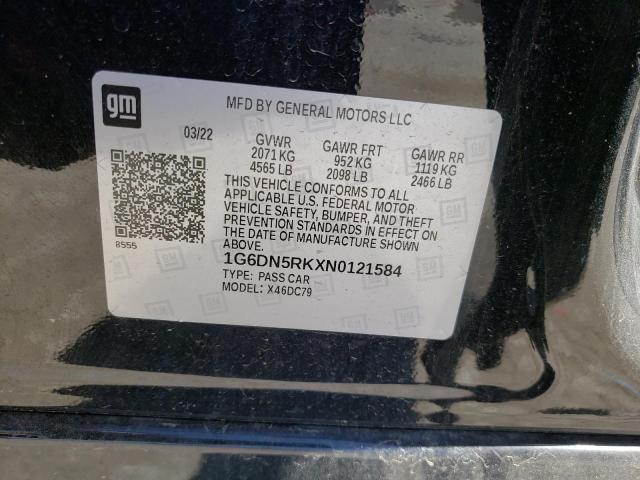 gm
MFD BY GENERAL MOTORS LLC
03/22
GVWR GAWR FRT GAWR RR
2071 KG 952 KG 1119 KG
4565 LB 2098 LB 2466 LB
THIS VEHICLE CONFORMS TO ALL
APPLICABLE U.S. FEDERAL MOTOR
VEHICLE SAFETY, BUMPER, AND THEFT
PREVENTION STANDARDS IN EFFECT ON
THE DATE OF MANUFACTURE SHOWN
ABOVE.
8555
1G6DN5RKXN0121584
TYPE: PASS CAR
MODEL: X46DC79